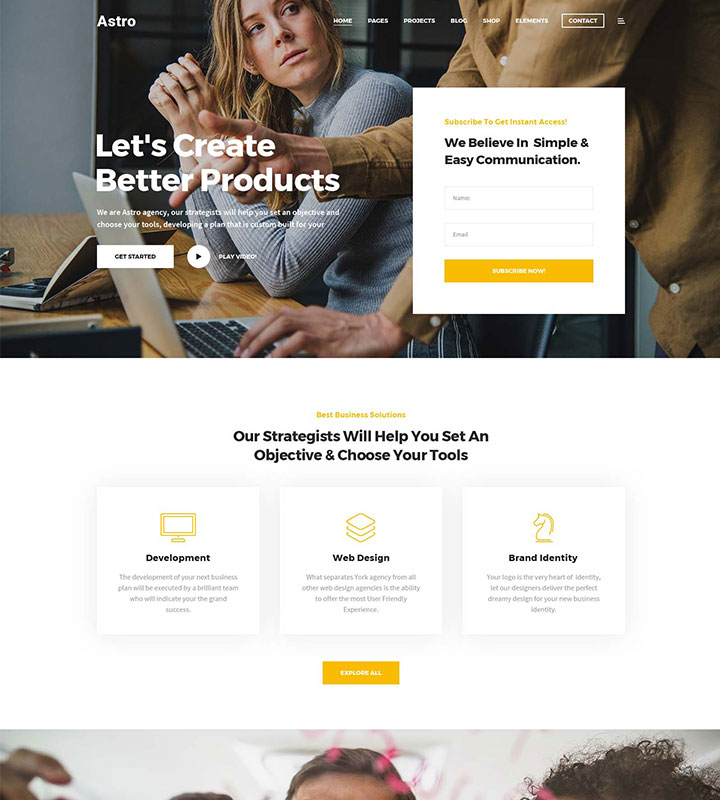 Astro
HOME PAGES PROJECTS BLOG SHOP ELEMENTS CONTACT
Let's Create
Better Products
We are Astro agency, our strategists will help you set an objective and
choose your tools, developing a plan that is custom built for your
GET STARTED
PLAY VIDEO!
Subscribe To Get Instant Access!
We Believe In Simple &
Easy Communication.
Name:
Email
SUBSCRIBE NOW!
Best Business Solutions
Our Strategists Will Help You Set An
Objective & Choose Your Tools
Development
The development of your next business
plan will be executed by a brilliant team
who will indicate your the grand
success.
Web Design
What separates York agency from all
other web design agencies is the ability
to offer the most User Friendly
Experience.
Brand Identity
Your logo is the very heart of identity,
let our designers deliver the perfect
dreamy design for your new business
identity.
EXPLORE ALL